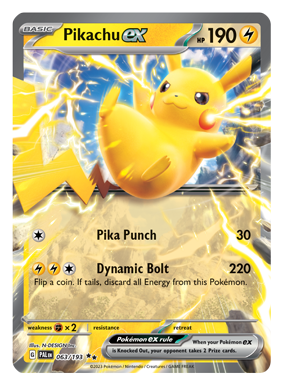 BASIC
Pikachu ex
HP 190
Pika Punch 30
Dynamic Bolt 220
Flip a coin. If tails, discard all Energy from this Pokémon.
weakness ×2 resistance retreat
Illus. N-DESIGN Inc.
Pokémon ex rule
When your Pokémon ex
is Knocked Out, your opponent takes 2 Prize cards.
G PAL EN 063/193
©2023 Pokémon / Nintendo / Creatures / GAME FREAK